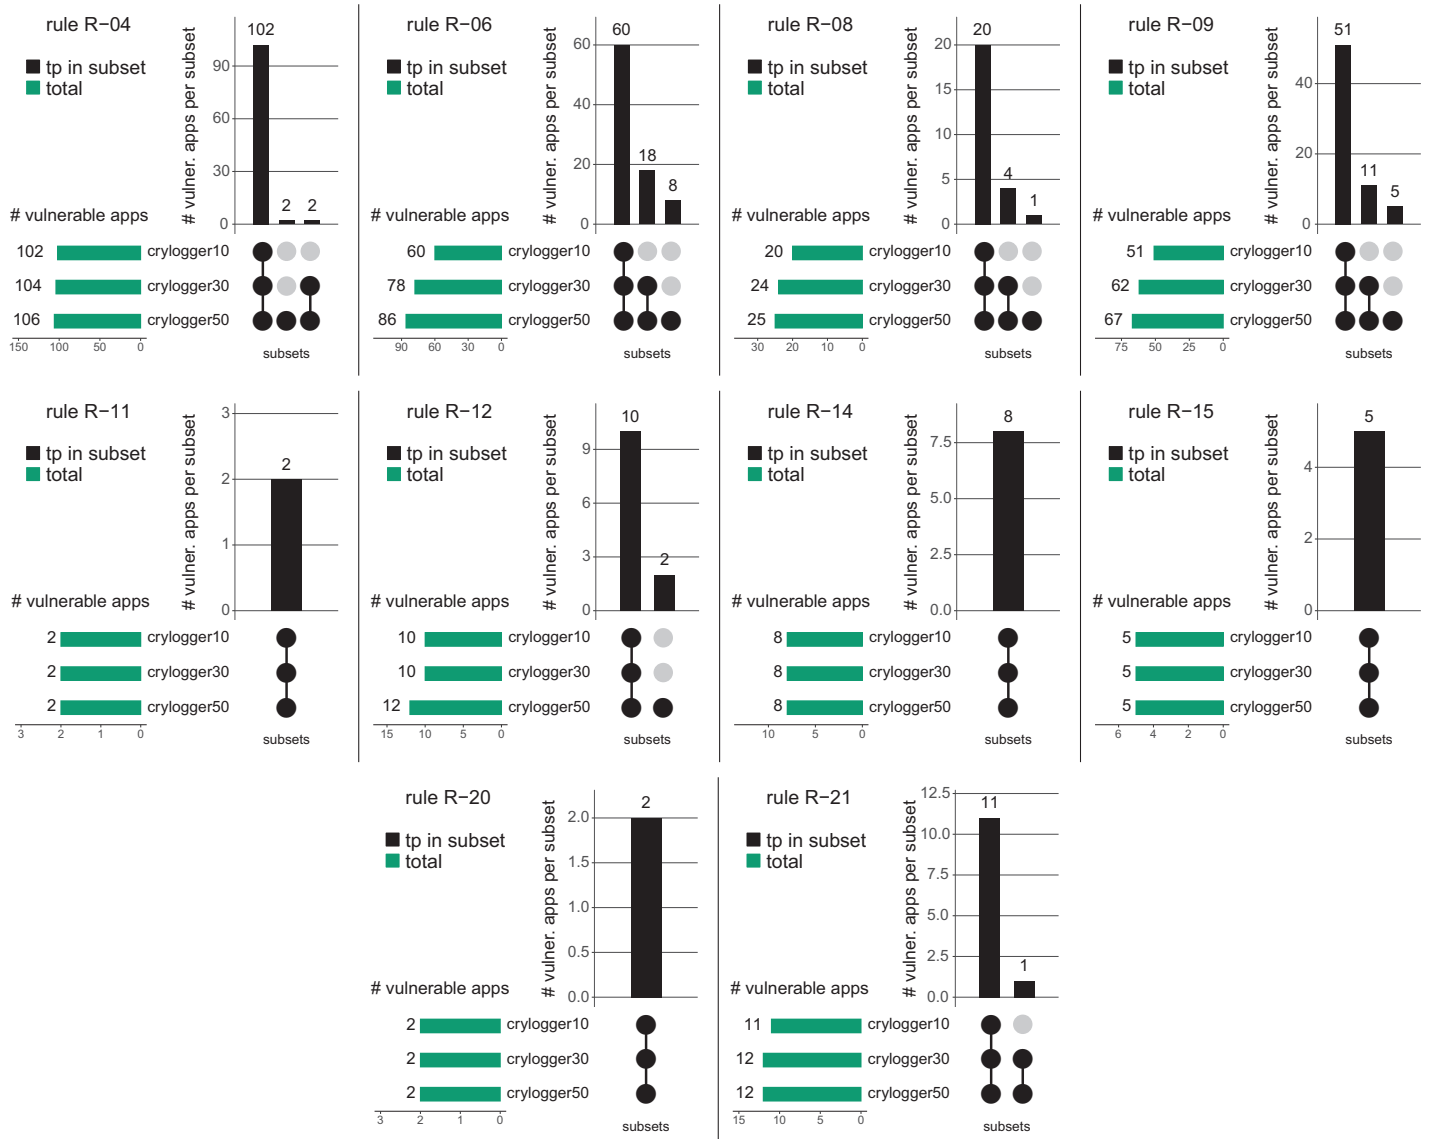 rule R−04
tp in subset
total
# vulner. apps per subset
90
60
30
0
102
2
2
# vulnerable apps
102
crylogger10
104
crylogger30
106
crylogger50
150
100
50
0
subsets
rule R−06
tp in subset
total
# vulner. apps per subset
60
40
20
0
60
18
8
# vulnerable apps
60
crylogger10
78
crylogger30
86
crylogger50
90
60
30
0
subsets
rule R−08
tp in subset
total
# vulner. apps per subset
20
15
10
5
0
20
4
1
# vulnerable apps
20
crylogger10
24
crylogger30
25
crylogger50
30
20
10
0
subsets
rule R−09
tp in subset
total
# vulner. apps per subset
40
20
0
51
11
5
# vulnerable apps
51
crylogger10
62
crylogger30
67
crylogger50
75
50
25
0
subsets
rule R−11
tp in subset
total
# vulner. apps per subset
3
2
1
0
2
# vulnerable apps
2
crylogger10
2
crylogger30
2
crylogger50
3
2
1
0
subsets
rule R−12
tp in subset
total
# vulner. apps per subset
9
6
3
0
10
2
# vulnerable apps
10
crylogger10
10
crylogger30
12
crylogger50
15
10
5
0
subsets
rule R−14
tp in subset
total
# vulner. apps per subset
7.5
5.0
2.5
0.0
8
# vulnerable apps
8
crylogger10
8
crylogger30
8
crylogger50
10
5
0
subsets
rule R−15
tp in subset
total
# vulner. apps per subset
4
2
0
5
# vulnerable apps
5
crylogger10
5
crylogger30
5
crylogger50
6
4
2
0
subsets
rule R−20
tp in subset
total
# vulner. apps per subset
2.0
1.5
1.0
0.5
0.0
2
# vulnerable apps
2
crylogger10
2
crylogger30
2
crylogger50
3
2
1
0
subsets
rule R−21
tp in subset
total
# vulner. apps per subset
12.5
10.0
7.5
5.0
2.5
0.0
11
1
# vulnerable apps
11
crylogger10
12
crylogger30
12
crylogger50
15
10
5
0
subsets